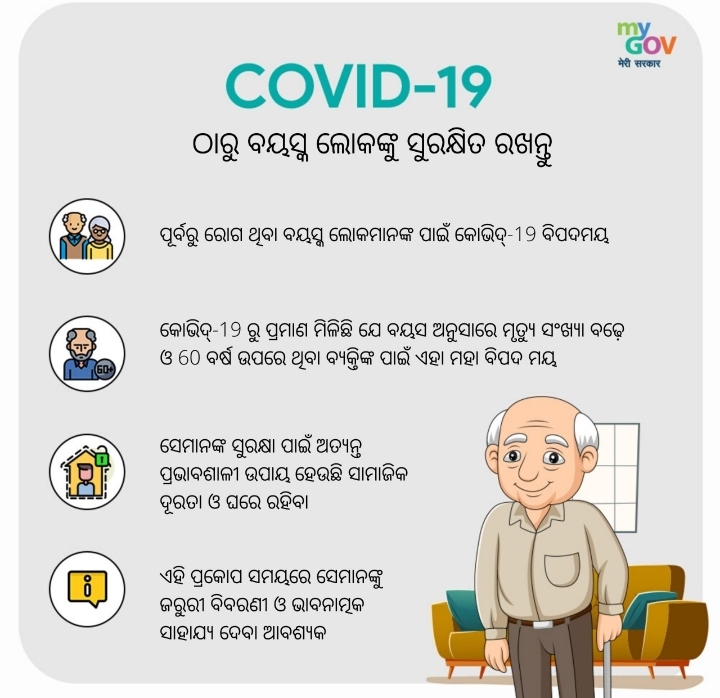 my
GOV
मेरी सरकार
COVID-19
ଠାରୁ ବୟସ୍କ ଲୋକଙ୍କୁ ସୁରକ୍ଷିତ ରଖନ୍ତୁ
ପୂର୍ବରୁ ରୋଗ ଥିବା ବୟସ୍କ ଲୋକମାନଙ୍କ ପାଇଁ କୋଭିଦ୍-19 ବିପଦମୟ
କୋଭିଦ୍-19 ରୁ ପ୍ରମାଣ ମିଳିଛି ଯେ ବୟସ ଅନୁସାରେ ମୃତ୍ୟୁ ସଂଖ୍ୟା ବଢ଼େ
ଓ 60 ବର୍ଷ ଉପରେ ଥିବା ବ୍ୟକ୍ତିଙ୍କ ପାଇଁ ଏହା ମହା ବିପଦ ମୟ
60+
ସେମାନଙ୍କ ସୁରକ୍ଷା ପାଇଁ ଅତ୍ୟନ୍ତ
ପ୍ରଭାବଶାଳୀ ଉପାୟ ହେଉଛି ସାମାଜିକ
ଦୂରତା ଓ ଘରେ ରହିବା
ଏହି ପ୍ରକୋପ ସମୟରେ ସେମାନଙ୍କୁ
ଜରୁରୀ ବିବରଣୀ ଓ ଭାବନାତ୍ମକ
ସାହାଯ୍ୟ ଦେବା ଆବଶ୍ୟକ